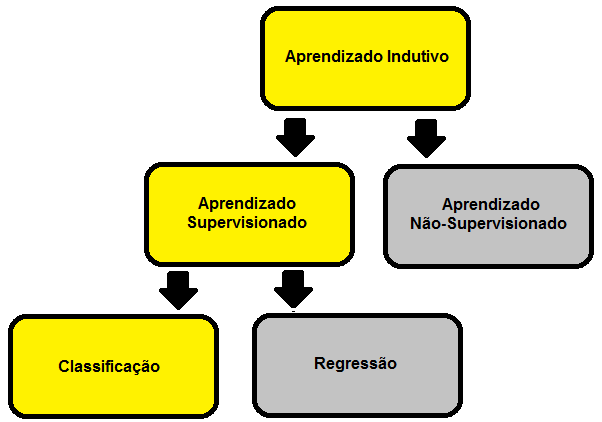 Aprendizado Indutivo
Aprendizado
Supervisionado
Aprendizado
Não-Supervisionado
Classificação
Regressão